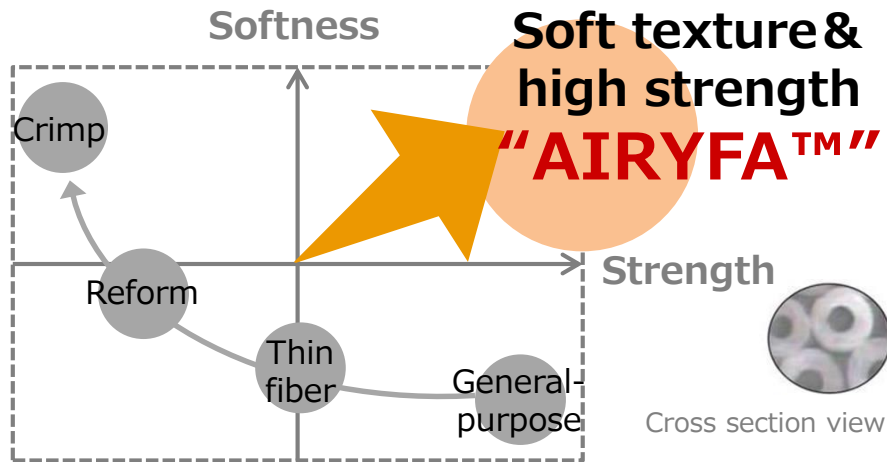 Softness
Soft texture&
high strength
“AIRYFA™”
Crimp
Strength
Reform
Thin
fiber
General-
purpose
Cross section view